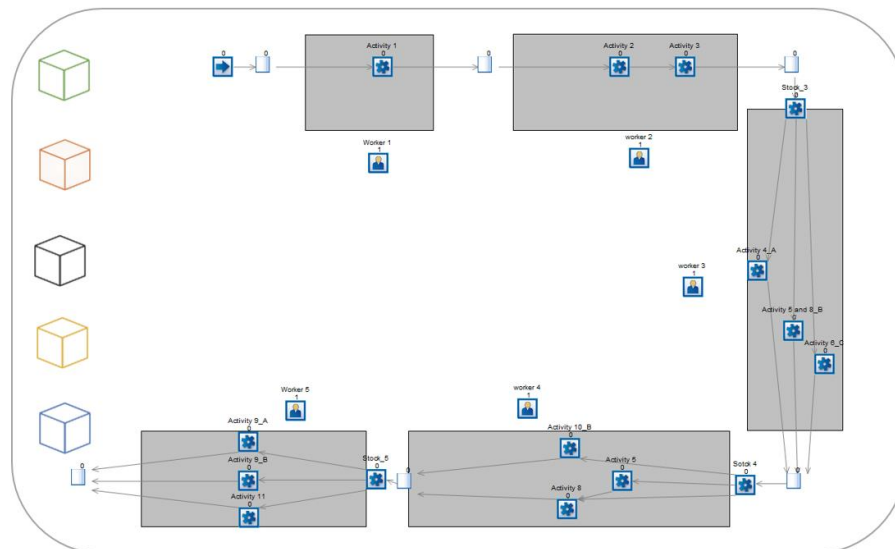 0
0
Activity 1
0
0
Activity 2
0
Activity 3
0
0
Stock_3
0
Worker 1
1
worker 2
1
Activity 4_A
0
worker 3
1
Activity 5 and 8_B
0
Activity 6_C
0
Worker 5
1
worker 4
1
Activity 9_A
0
Activity 10_B
0
Activity 9_B
0
Stock_5
0
0
Activity 5
0
Sotok 4
0
0
0
Activity 11
0
Activity 8
0